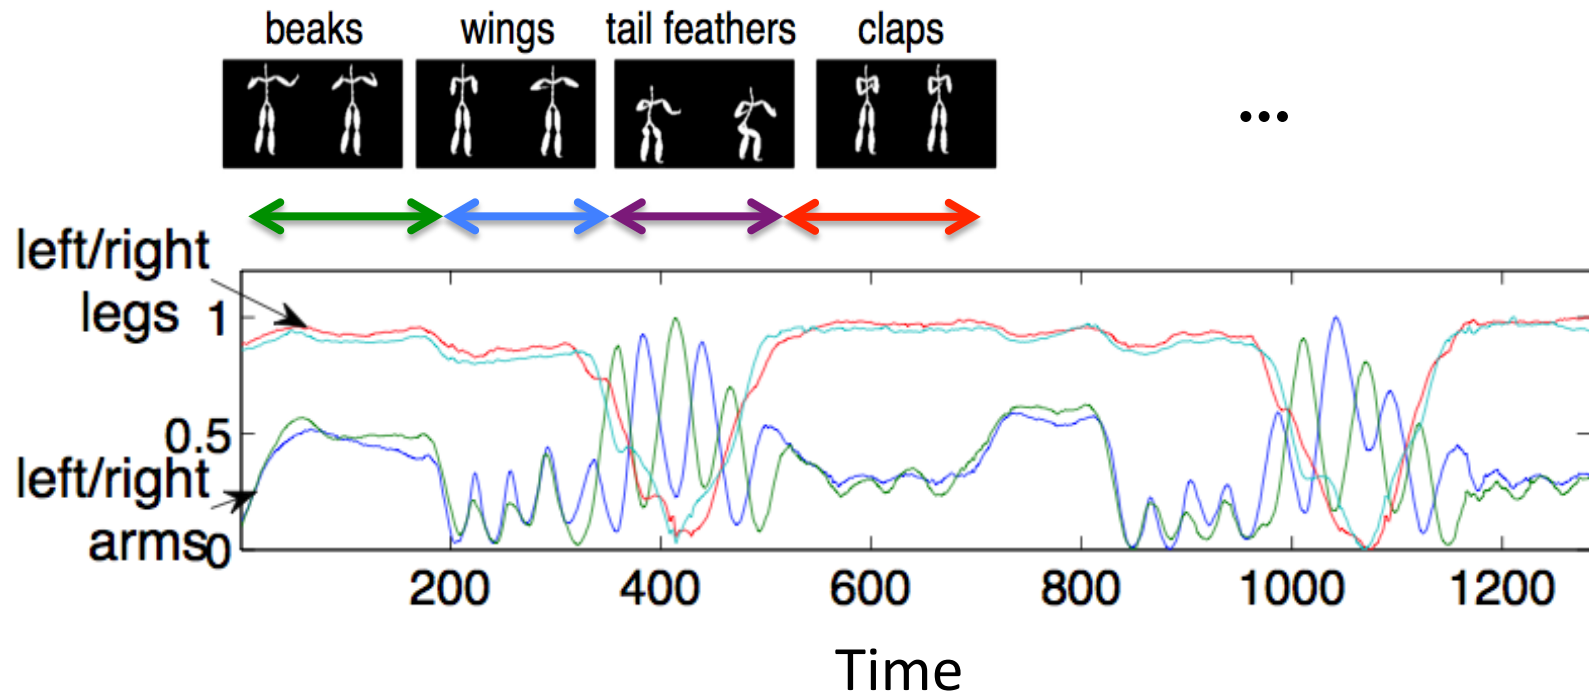 beaks wings tail feathers claps
...
left/right
legs 1
0.5
left/right
arms 0
200 400 600 800 1000 1200
Time